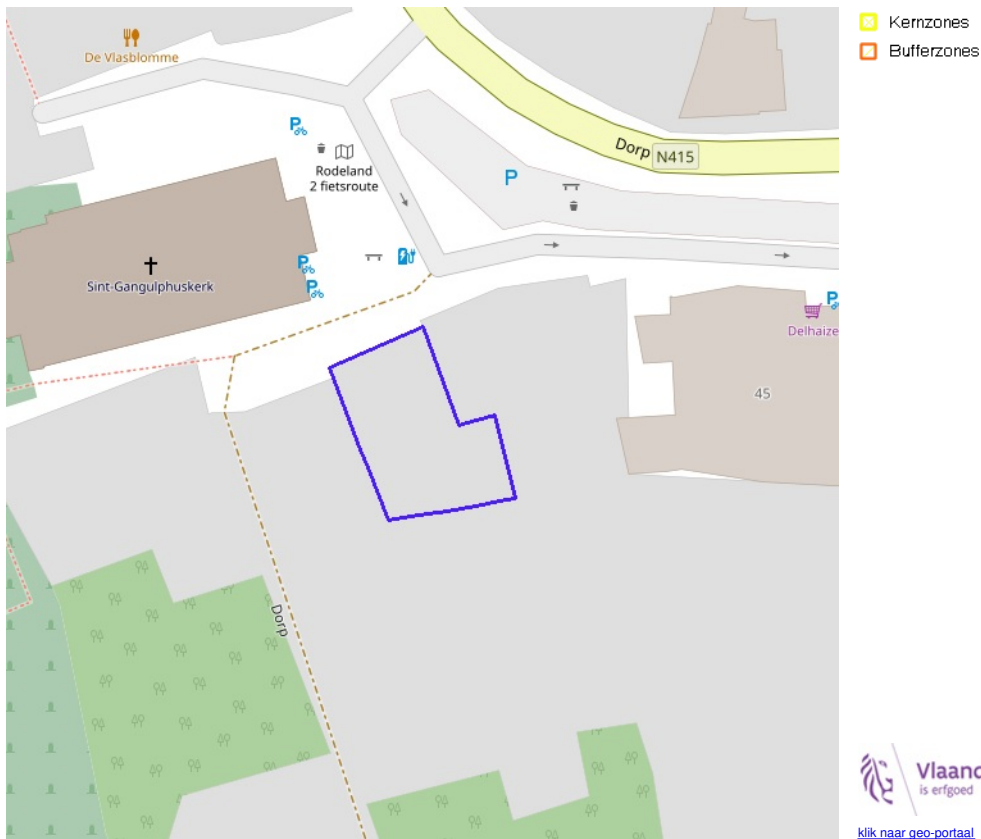 De Vlasblomme
Rodeland
2 fietsroute
P
Dorp
N415
P
P
Sint-Gangulphuskerk
P
P
P
Delhaize
45
Dorp
Kernzones
Bufferzones
Vlaand
is erfgoed
klik naar geo-portaal